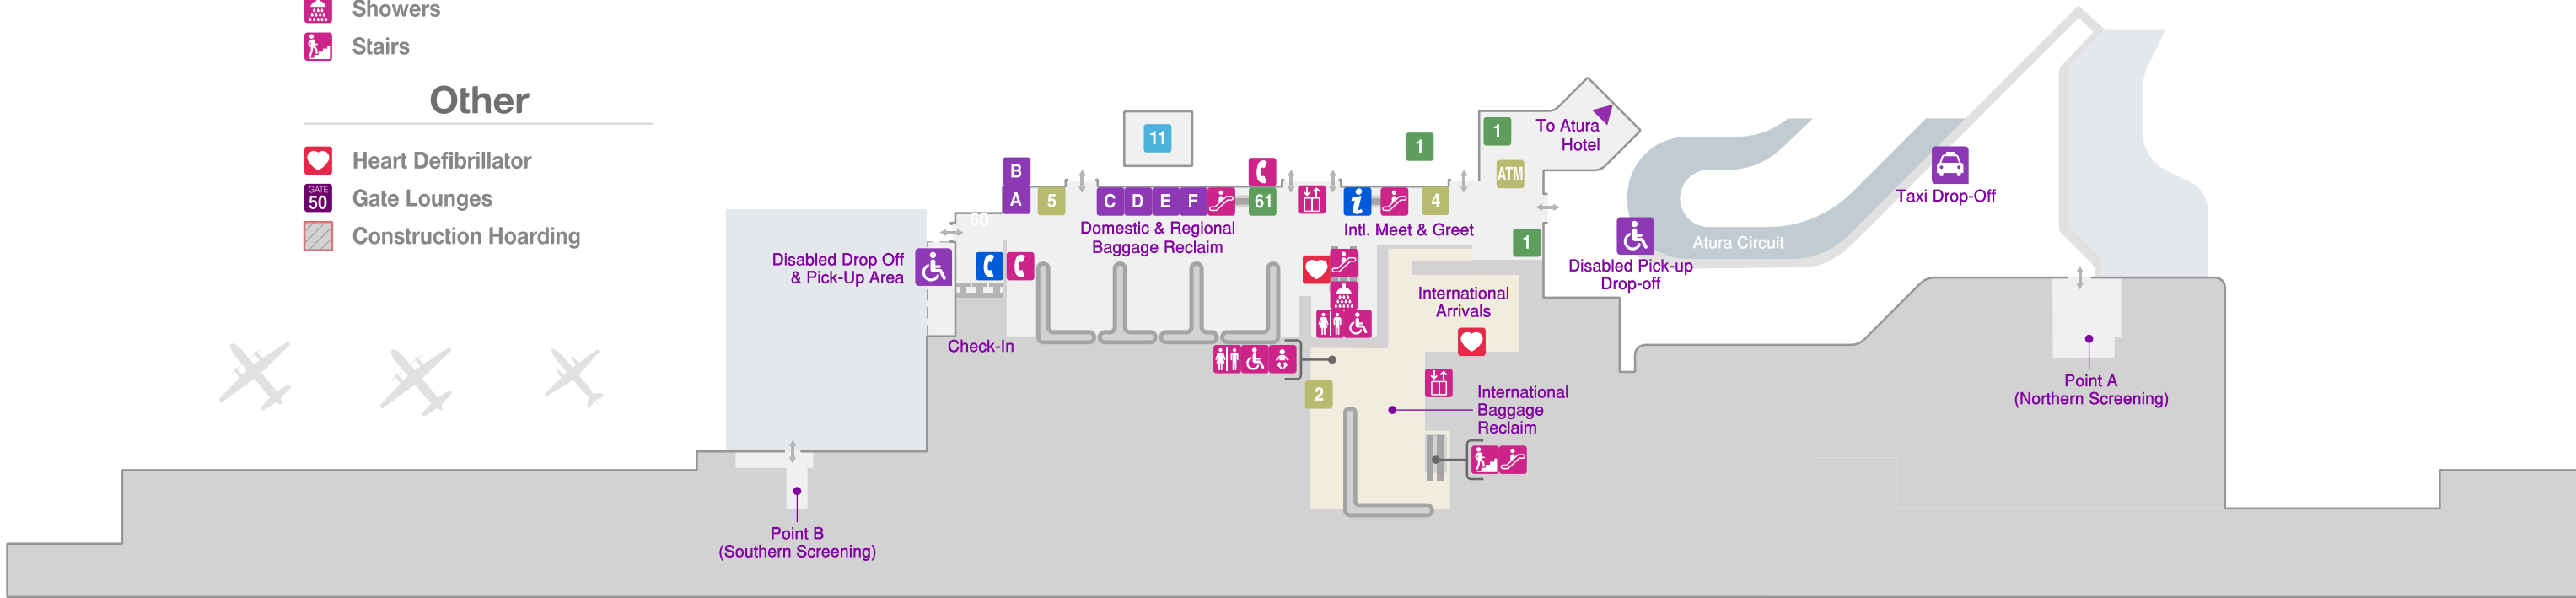 Showers
Stairs
Other
Heart Defibrillator
GATE
50
Gate Lounges
Construction Hoarding
11
1
1
To Atura
Hotel
ATM
B
A
5
C D E F
61
i
4
60
Domestic & Regional
Baggage Reclaim
Intl. Meet & Greet
1
Disabled Drop Off
& Pick-Up Area
Check-In
International
Arrivals
2
International
Baggage
Reclaim
Disabled Pick-up
Drop-off
Atura Circuit
Taxi Drop-Off
Point A
(Northern Screening)
Point B
(Southern Screening)